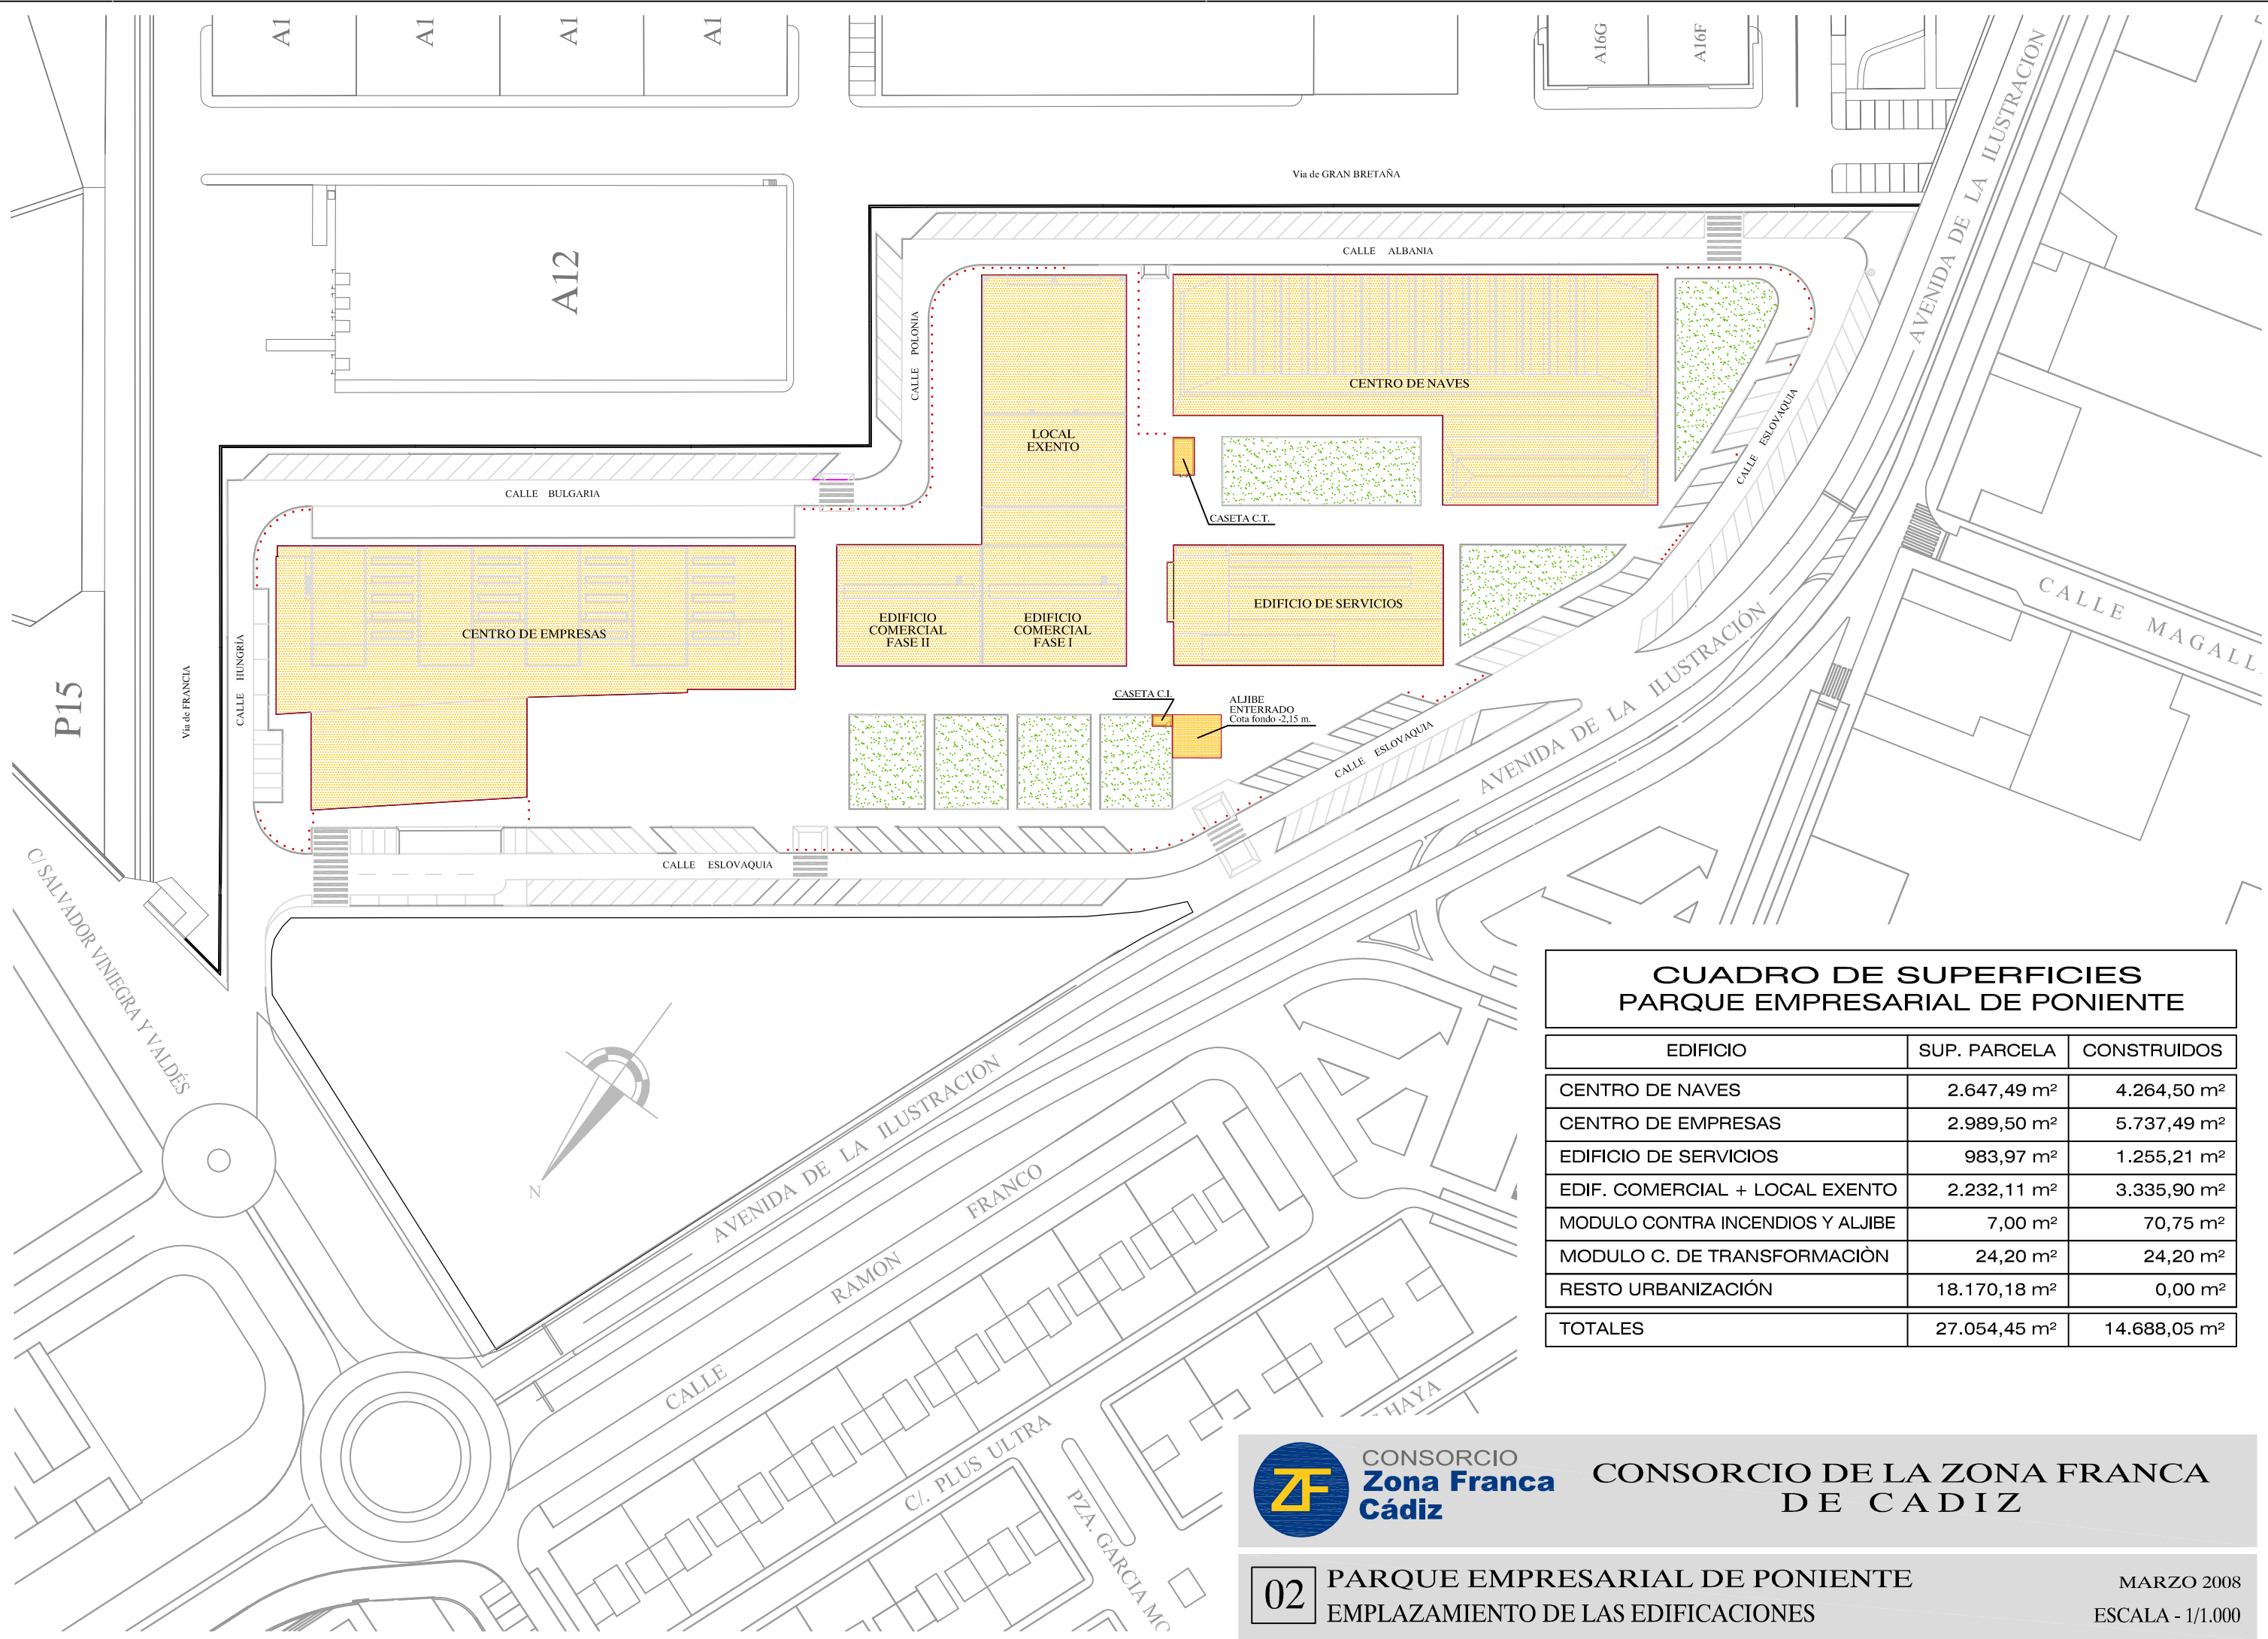 A1
A1
A1
A1
A16G
A16F
AVENIDA DE LA ILUSTRACION
Via de GRAN BRETAÑA
CALLE ALBANIA
A12
CALLE POLONIA
CENTRO DE NAVES
LOCAL
EXENTO
CALLE ESLOVAQUIA
CALLE BULGARIA
CASETA C.T.
CALLE MAGALL
EDIFICIO DE SERVICIOS
EDIFICIO
COMERCIAL
FASE II
EDIFICIO
COMERCIAL
FASE I
CENTRO DE EMPRESAS
CALLE HUNGRÍA
Via de FRANCIA
P15
CASETA C.I.
ALJIBE
ENTERRADO
Cota fondo -2,15 m.
CALLE ESLOVAQUIA
AVENIDA DE LA ILUSTRACIÓN
CALLE ESLOVAQUIA
C/ SALVADOR VINIEGRA Y VALDÉS
N
AVENIDA DE LA ILUSTRACION
CALLE RAMON FRANCO
C/. PLUS ULTRA
PZA. GARCIA MO
HAYA
CUADRO DE SUPERFICIES
PARQUE EMPRESARIAL DE PONIENTE
EDIFICIO SUP. PARCELA CONSTRUIDOS
CENTRO DE NAVES 2.647,49 m² 4.264,50 m²
CENTRO DE EMPRESAS 2.989,50 m² 5.737,49 m²
EDIFICIO DE SERVICIOS 983,97 m² 1.255,21 m²
EDIF. COMERCIAL + LOCAL EXENTO 2.232,11 m² 3.335,90 m²
MODULO CONTRA INCENDIOS Y ALJIBE 7,00 m² 70,75 m²
MODULO C. DE TRANSFORMACIÒN 24,20 m² 24,20 m²
RESTO URBANIZACIÓN 18.170,18 m² 0,00 m²
TOTALES 27.054,45 m² 14.688,05 m²
ZF
CONSORCIO
Zona Franca
Cádiz
CONSORCIO DE LA ZONA FRANCA
DE CADIZ
02
PARQUE EMPRESARIAL DE PONIENTE
EMPLAZAMIENTO DE LAS EDIFICACIONES
MARZO 2008
ESCALA - 1/1.000